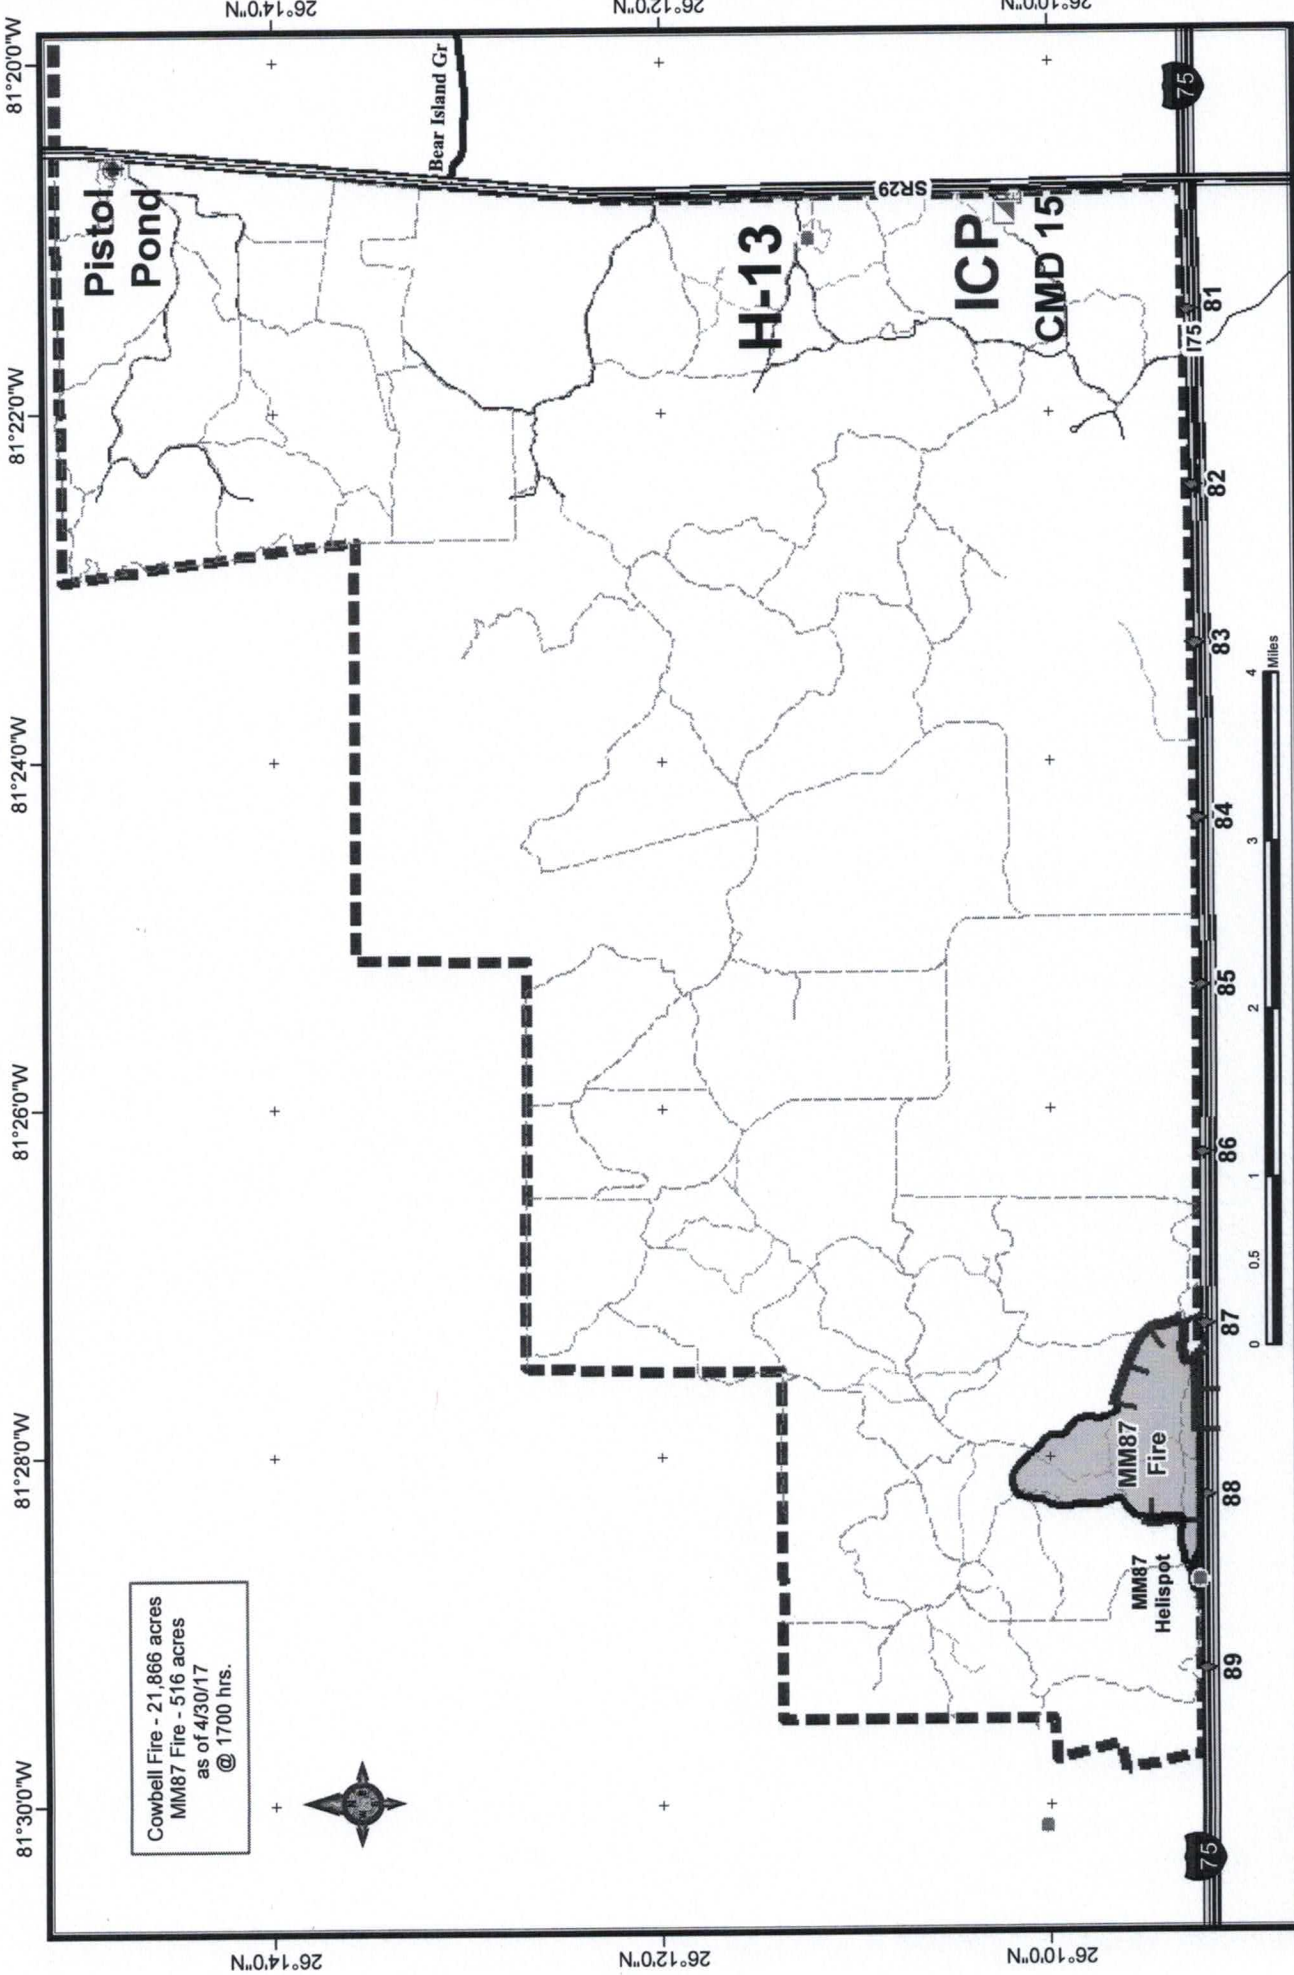 81°30'0"W
81°28'0"W
81°26'0"W
81°24'0"W
81°22'0"W
81°20'0"W
26°14'0"N
26°14'0"N
Cowbell Fire - 21,866 acres
MM87 Fire - 516 acres
as of 4/30/17
@ 1700 hrs.
Pistol
Pond
Bear Island Gr
26°12'0"N
26°12'0"N
H-13
SR29
ICP
CMD 15
26°10'0"N
26°10'0"N
MM87
Fire
MM87
Helispot
75
89
88
87
86
85
84
83
82
I75
81
75
0
0.5
1
2
3
4
Miles